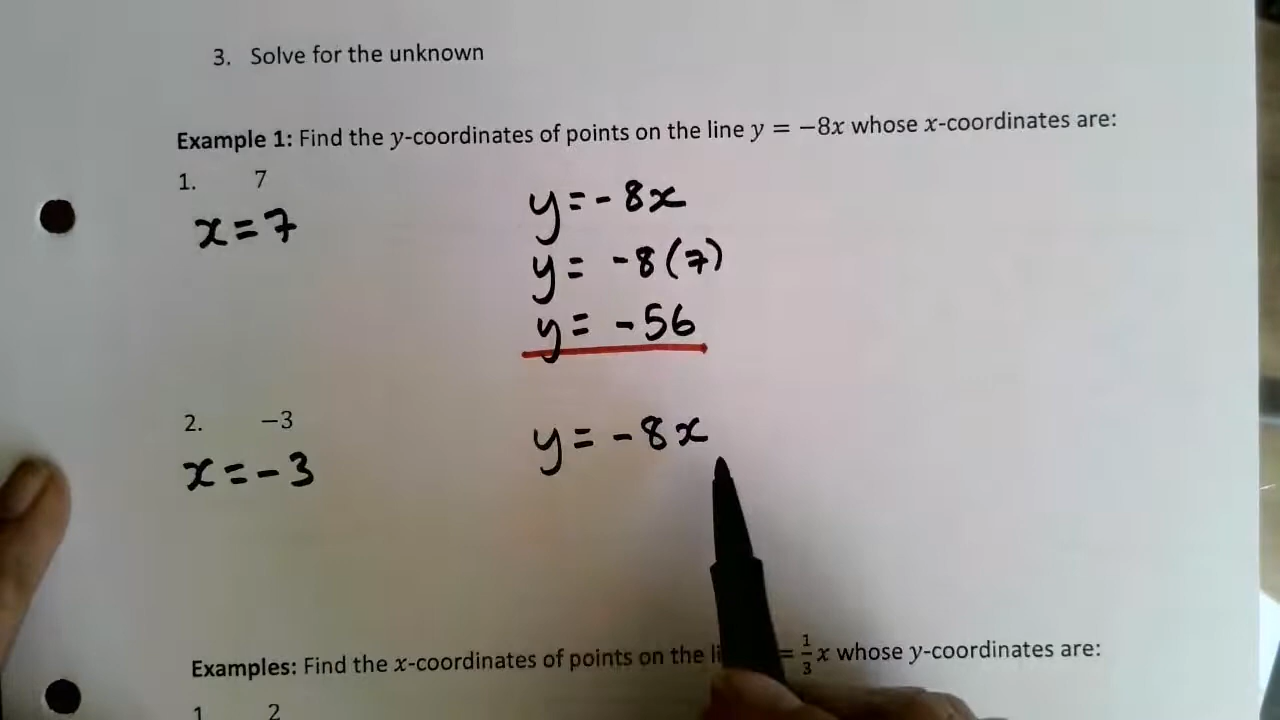 3. Solve for the unknown
Example 1: Find the y-coordinates of points on the line y = −8x whose x-coordinates are:
1. 7
x = 7
y = -8x
y = -8(7)
y = -56
2. −3
x = -3
y = -8x
Examples: Find the x-coordinates of points on the = 1/3 x whose y-coordinates are:
1 2